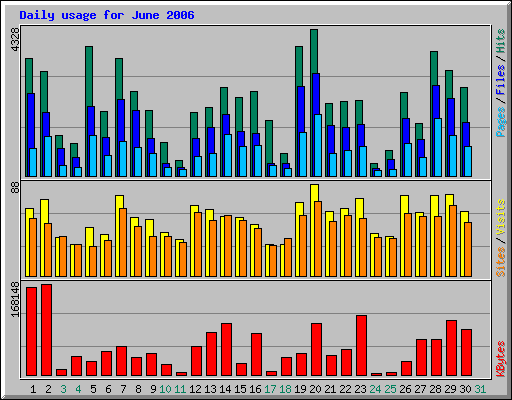 Daily usage for June 2006
4328
Pages / Files / Hits
88
Sites / Visits
168148
KBytes
1 2 3 4 5 6 7 8 9 10 11 12 13 14 15 16 17 18 19 20 21 22 23 24 25 26 27 28 29 30 31